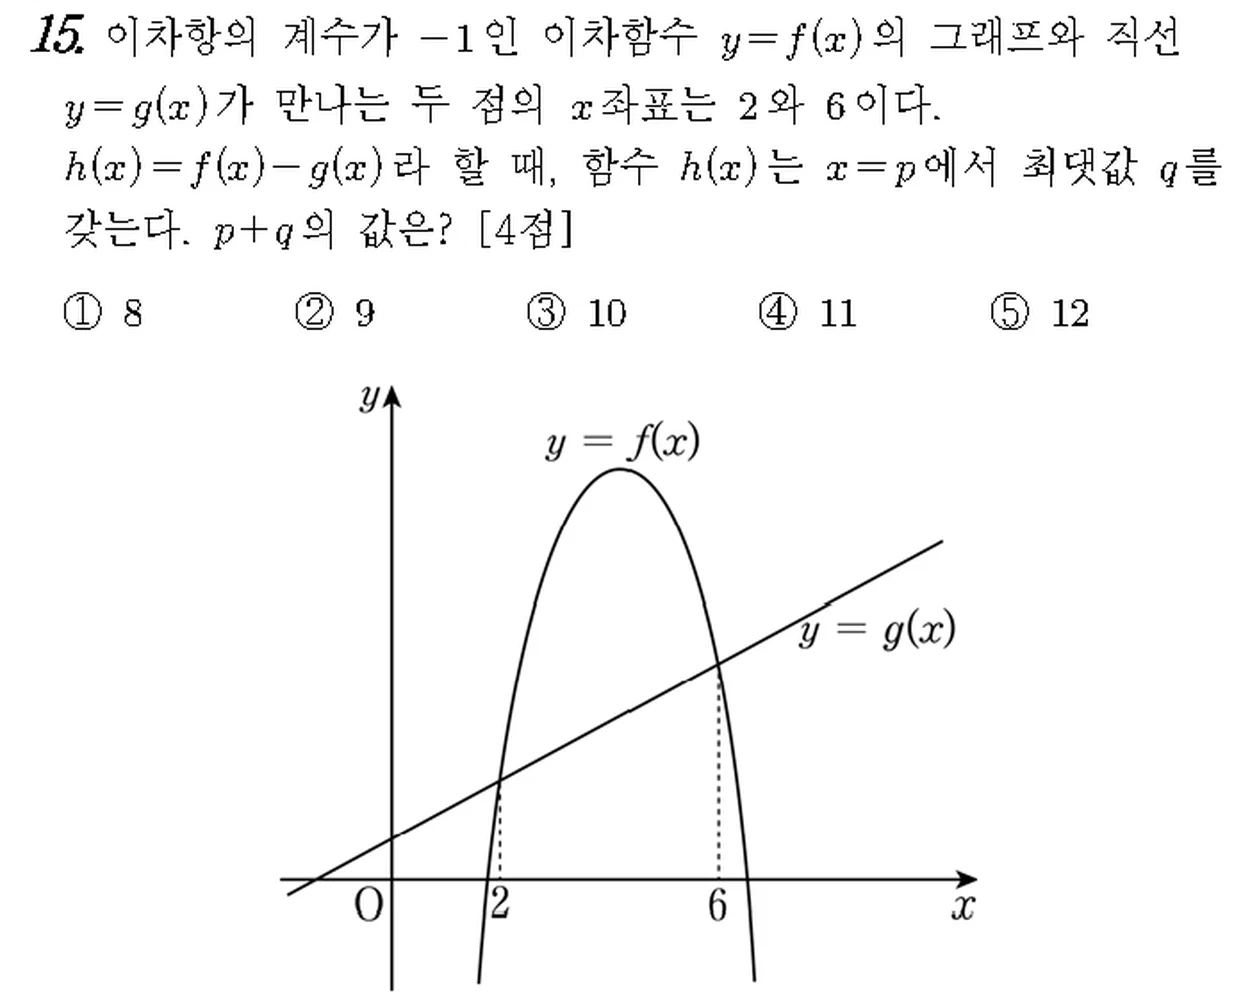 15. 이차항의 계수가 −1인 이차함수 y=f(x)의 그래프와 직선
y=g(x)가 만나는 두 점의 x좌표는 2와 6이다.
h(x)=f(x)−g(x)라 할 때, 함수 h(x)는 x=p에서 최댓값 q를
갖는다. p+q의 값은? [4점]
① 8 ② 9 ③ 10 ④ 11 ⑤ 12
y
y = f(x)
y = g(x)
O 2 6 x